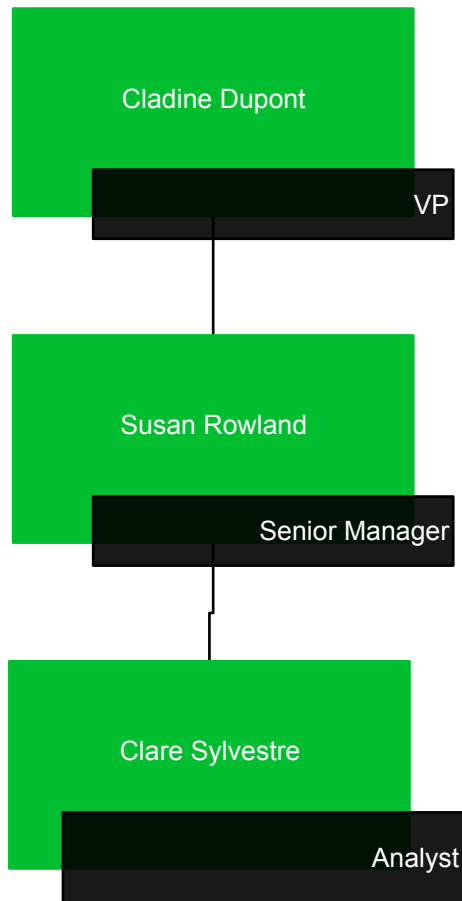 Cladine Dupont
VP
Susan Rowland
Senior Manager
Clare Sylvestre
Analyst